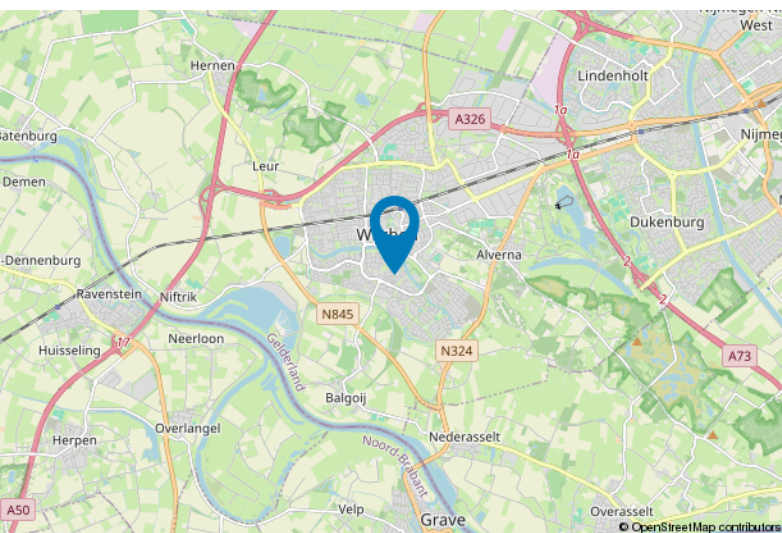 West
Hernen
Lindenholt
1a
A326
Batenburg
1a
Leur
Demen
Dukenburg
Alverna
-Dennenburg
2
Ravenstein
Niftrik
2
N845
17
Neerloon
Gelderland
Huisseling
N324
A73
Balgoij
Overlangel
Nederasselt
Herpen
Noord-Brabant
A50
Velp
Overasselt
Grave
© OpenStreetMap contributors